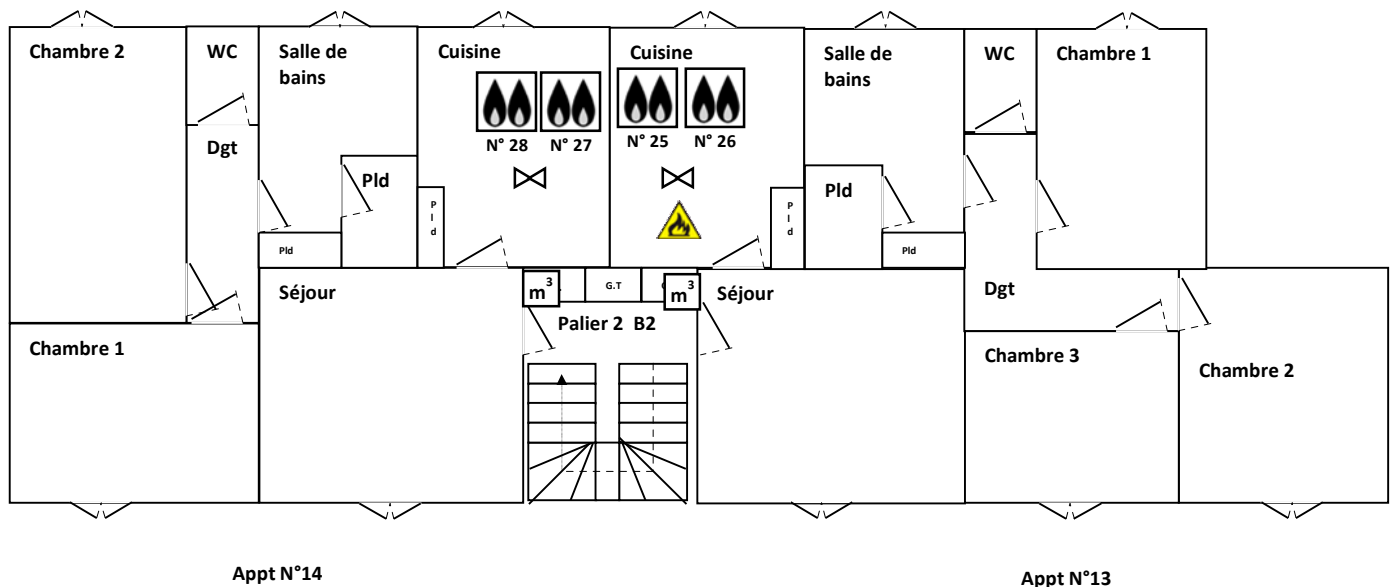 Chambre 2
WC
Salle de
bains
Cuisine
Cuisine
Salle de
bains
WC
Chambre 1
N° 28
N° 27
N° 25
N° 26
Dgt
Pld
Pld
Pld
Pld
Pld
Pld
Séjour
m³
G.T
m³
Séjour
Dgt
Palier 2 B2
Chambre 1
Chambre 3
Chambre 2
Appt N°14
Appt N°13